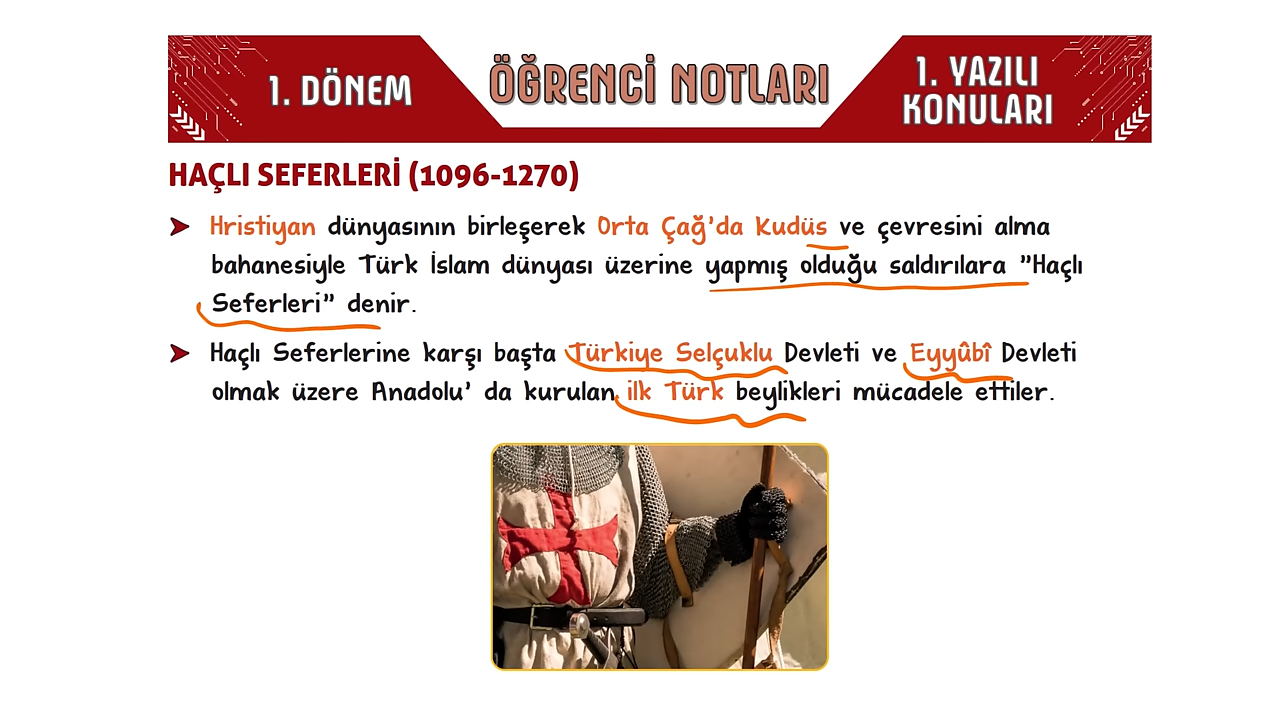 1. DÖNEM
ÖĞRENCİ NOTLARI
1. YAZILI
KONULARI
HAÇLI SEFERLERİ (1096-1270)
Hristiyan dünyasının birleşerek Orta Çağ'da Kudüs ve çevresini alma
bahanesiyle Türk İslam dünyası üzerine yapmış olduğu saldırılara "Haçlı
Seferleri" denir.
Haçlı Seferlerine karşı başta Türkiye Selçuklu Devleti ve Eyyûbî Devleti
olmak üzere Anadolu' da kurulan ilk Türk beylikleri mücadele ettiler.